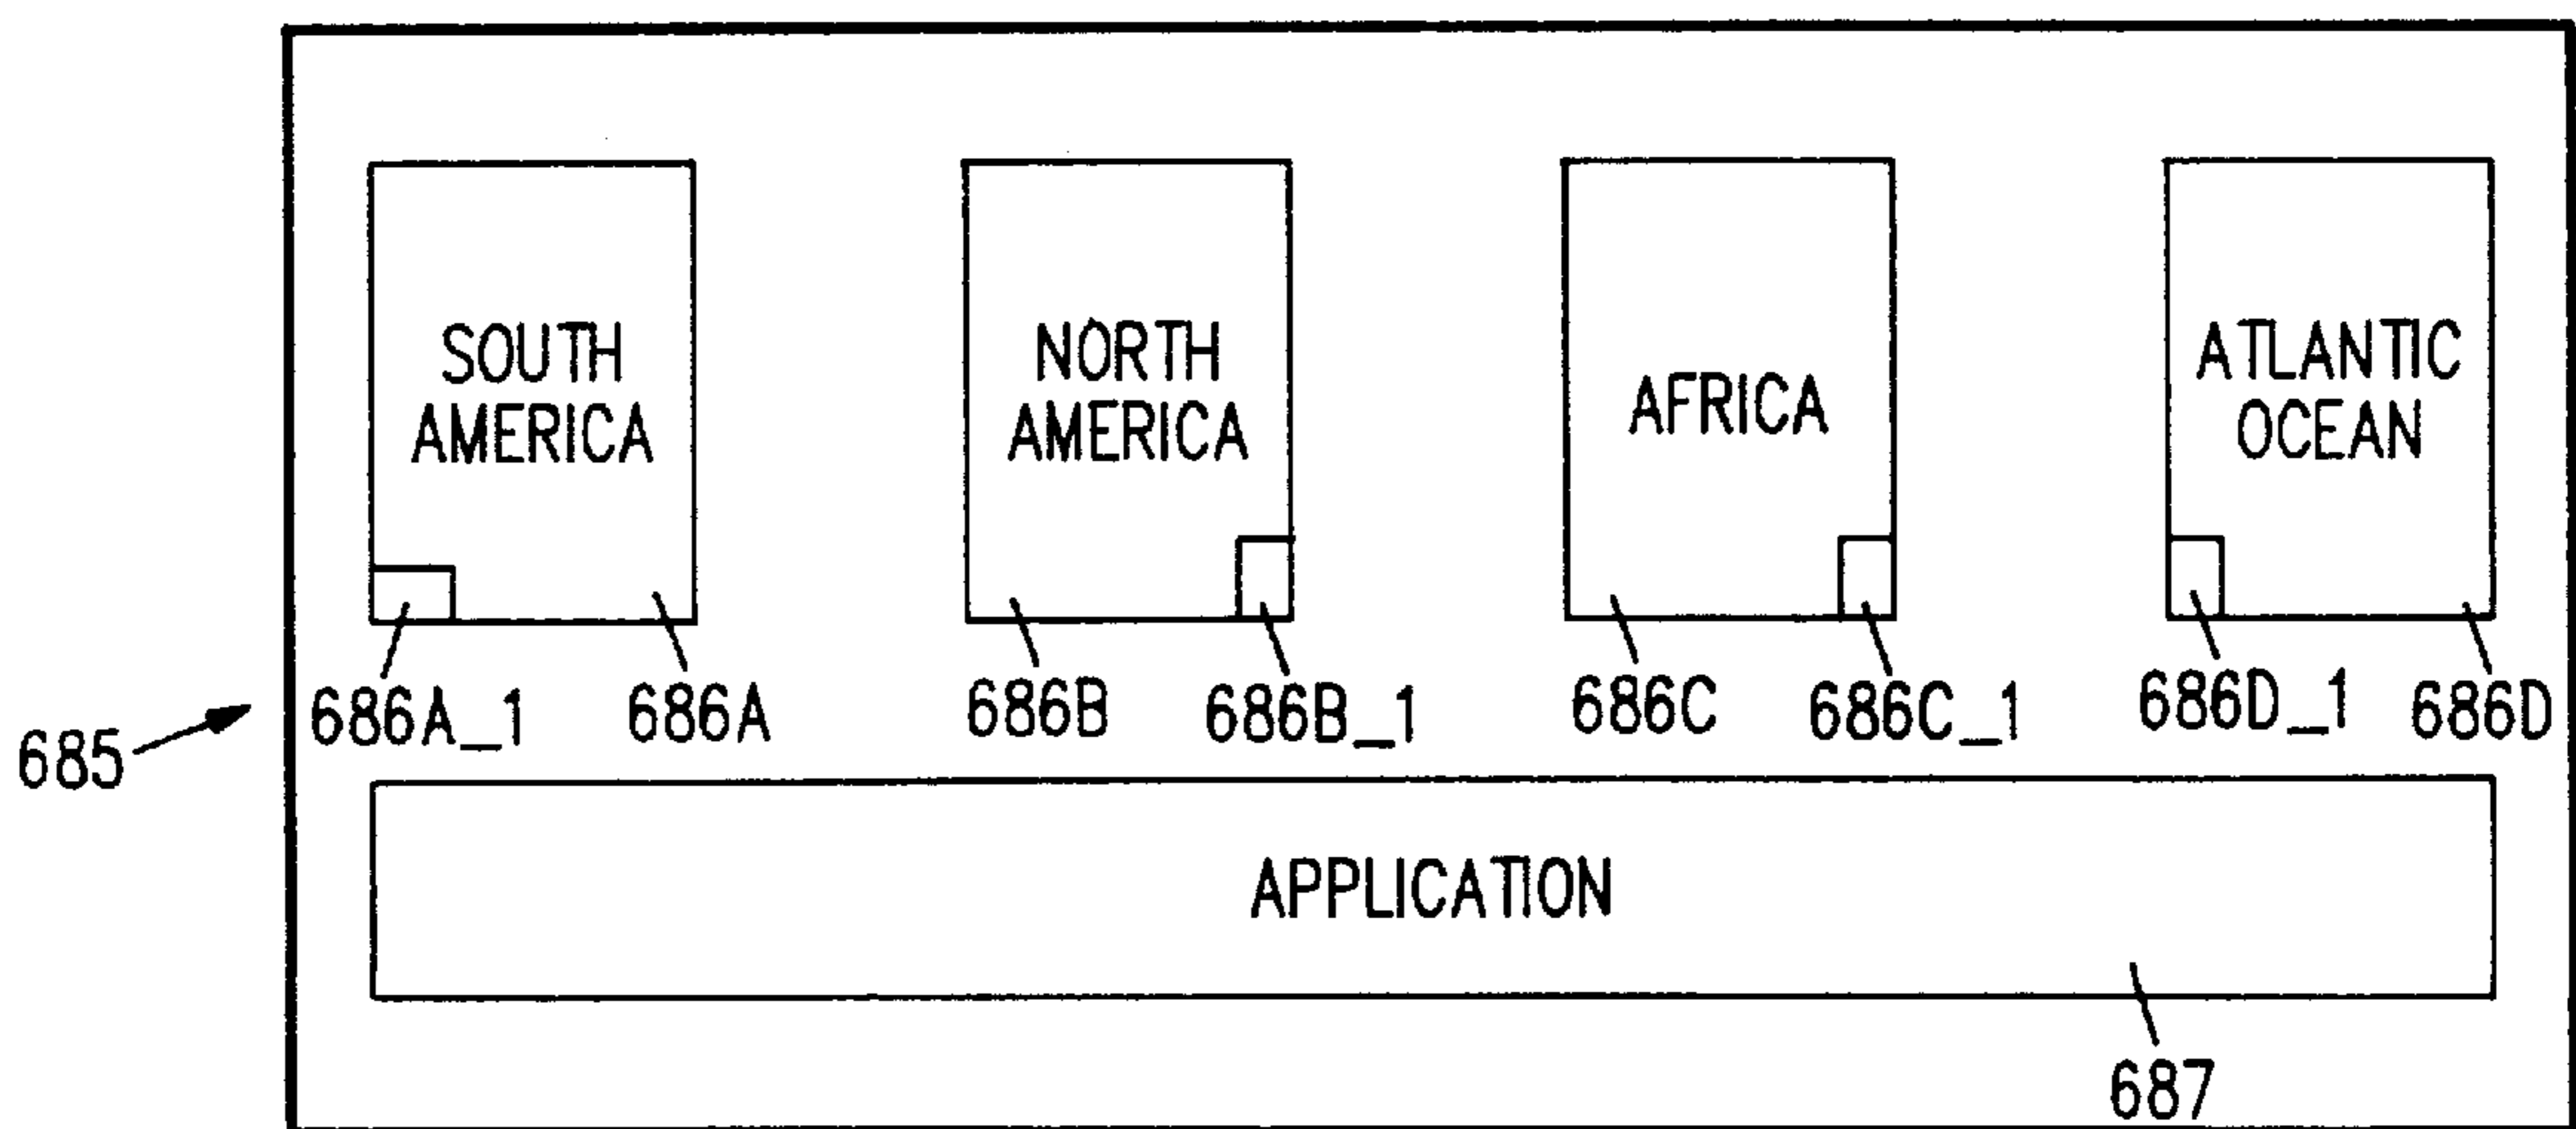 SOUTH
AMERICA
NORTH
AMERICA
AFRICA
ATLANTIC
OCEAN
686A_1
686A
686B
686B_1
686C
686C_1
686D_1
686D
685
APPLICATION
687